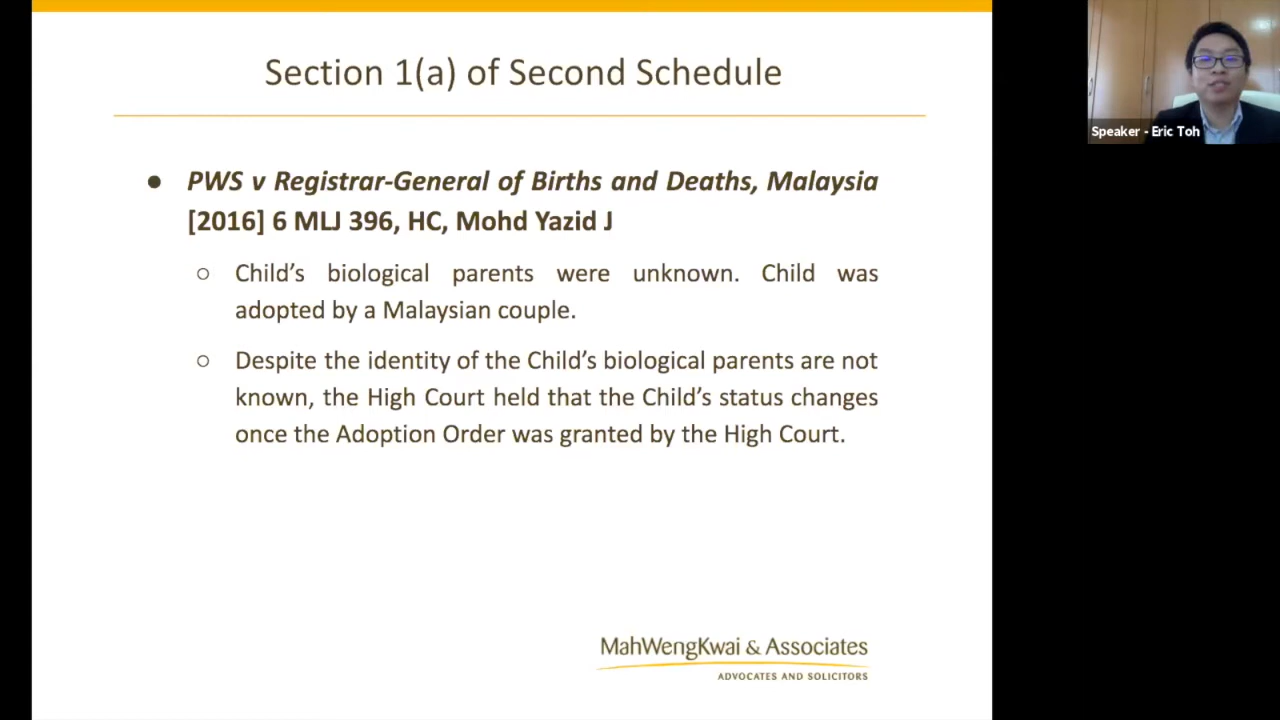 Section 1(a) of Second Schedule
Speaker - Eric Toh
● PWS v Registrar-General of Births and Deaths, Malaysia
[2016] 6 MLJ 396, HC, Mohd Yazid J
○ Child’s biological parents were unknown. Child was
adopted by a Malaysian couple.
○ Despite the identity of the Child’s biological parents are not
known, the High Court held that the Child’s status changes
once the Adoption Order was granted by the High Court.
MahWengKwai & Associates
ADVOCATES AND SOLICITORS